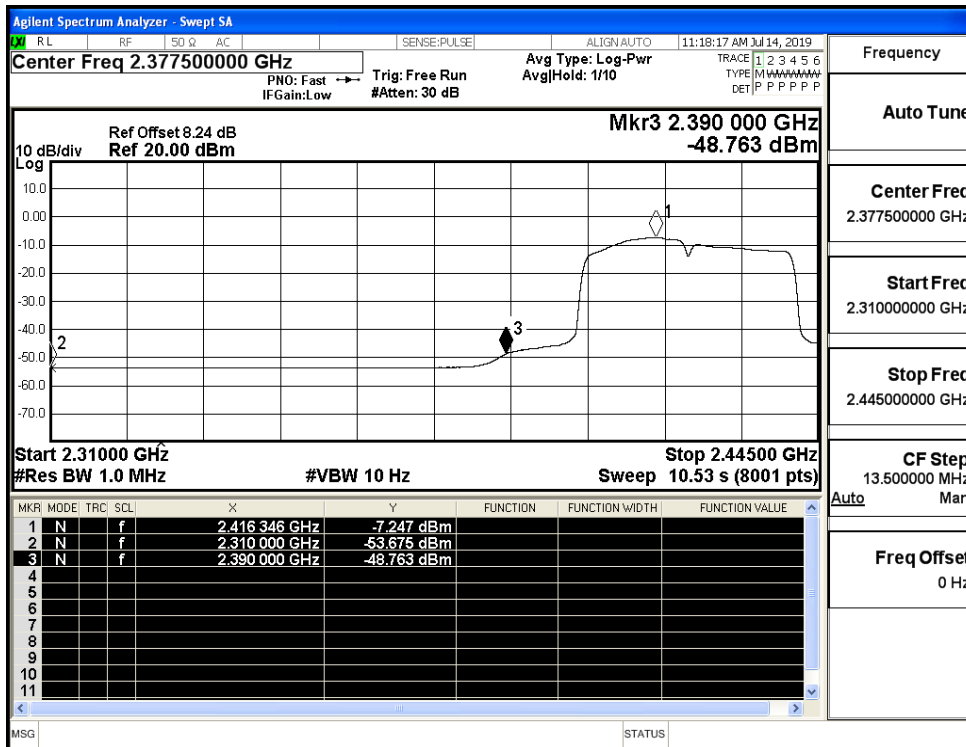 Agilent Spectrum Analyzer - Swept SA
LXI RL RF 50 Ω AC SENSE:PULSE ALIGN AUTO 11:18:17 AM Jul 14, 2019
Center Freq 2.377500000 GHz
PNO: Fast
IFGain:Low
Trig: Free Run
#Atten: 30 dB
Avg Type: Log-Pwr
Avg|Hold: 1/10
TRACE 1 2 3 4 5 6
TYPE M WWWWW
DET P P P P P P
Mkr3 2.390 000 GHz
-48.763 dBm
Ref Offset 8.24 dB
10 dB/div Ref 20.00 dBm
Log
10.0
0.00
-10.0
-20.0
-30.0
-40.0
-50.0
-60.0
-70.0
1
2
3
Start 2.31000 GHz Stop 2.44500 GHz
#Res BW 1.0 MHz #VBW 10 Hz Sweep 10.53 s (8001 pts)
MKR MODE TRC SCL X Y FUNCTION FUNCTION WIDTH FUNCTION VALUE
1 N f 2.416 346 GHz -7.247 dBm
2 N f 2.310 000 GHz -53.675 dBm
3 N f 2.390 000 GHz -48.763 dBm
4
5
6
7
8
9
10
11
MSG STATUS
Frequency
Auto Tune
Center Freq
2.377500000 GHz
Start Freq
2.310000000 GHz
Stop Freq
2.445000000 GHz
CF Step
13.500000 MHz
Auto Man
Freq Offset
0 Hz